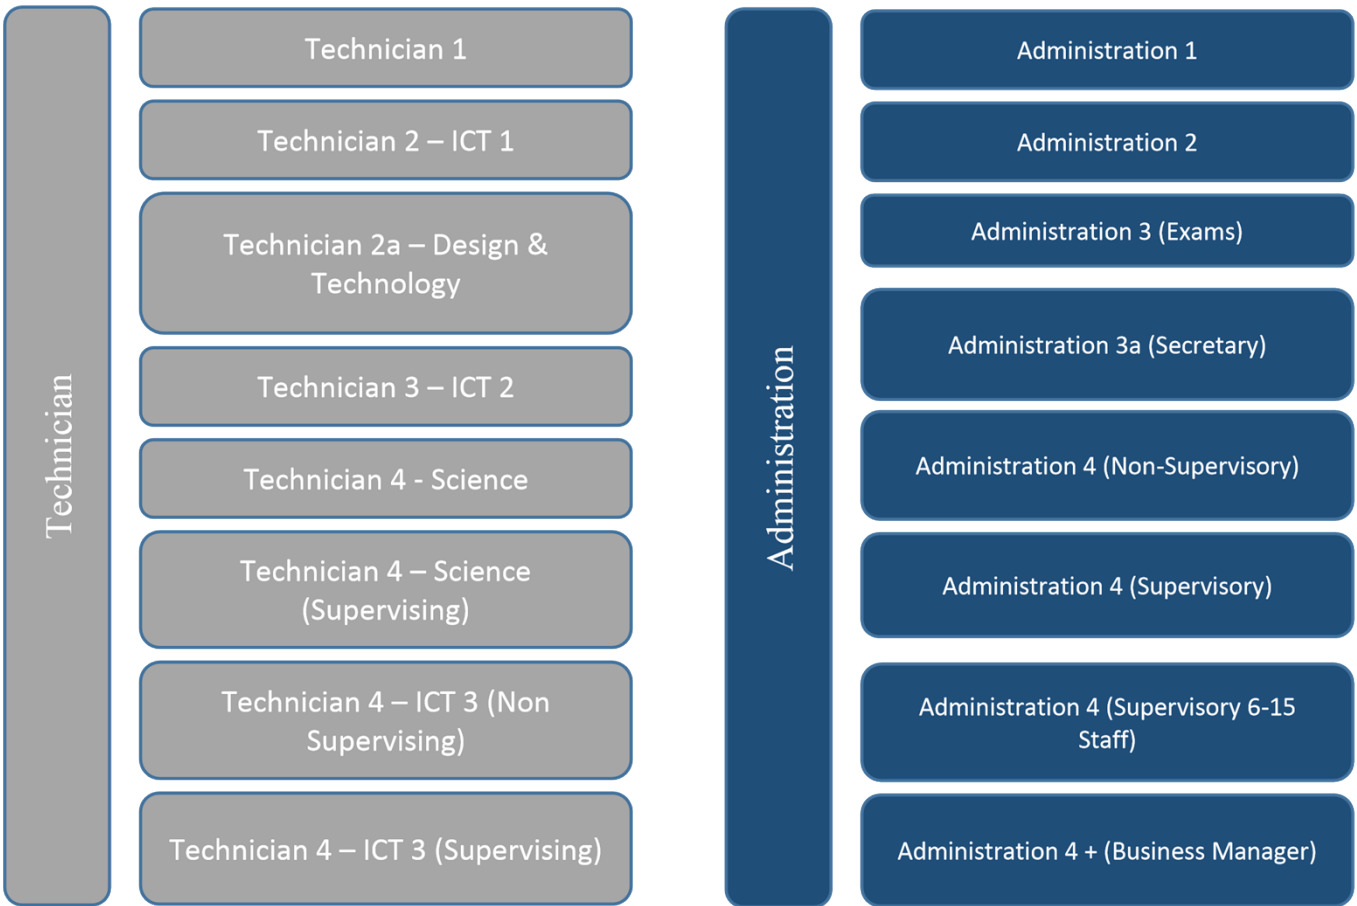 Technician
Technician 1
Technician 2 – ICT 1
Technician 2a – Design &
Technology
Technician 3 – ICT 2
Technician 4 - Science
Technician 4 – Science
(Supervising)
Technician 4 – ICT 3 (Non
Supervising)
Technician 4 – ICT 3 (Supervising)
Administration
Administration 1
Administration 2
Administration 3 (Exams)
Administration 3a (Secretary)
Administration 4 (Non-Supervisory)
Administration 4 (Supervisory)
Administration 4 (Supervisory 6-15
Staff)
Administration 4 + (Business Manager)